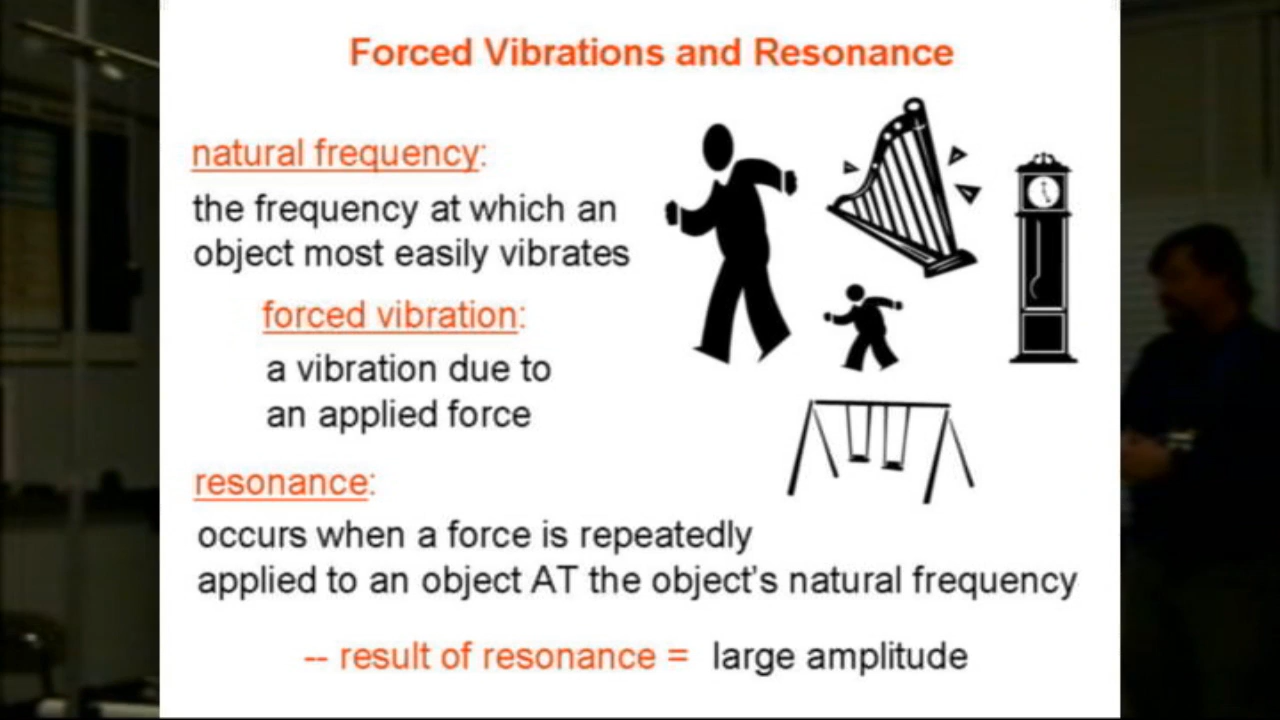 Forced Vibrations and Resonance
natural frequency:
the frequency at which an
object most easily vibrates
forced vibration:
a vibration due to
an applied force
resonance:
occurs when a force is repeatedly
applied to an object AT the object's natural frequency
-- result of resonance = large amplitude